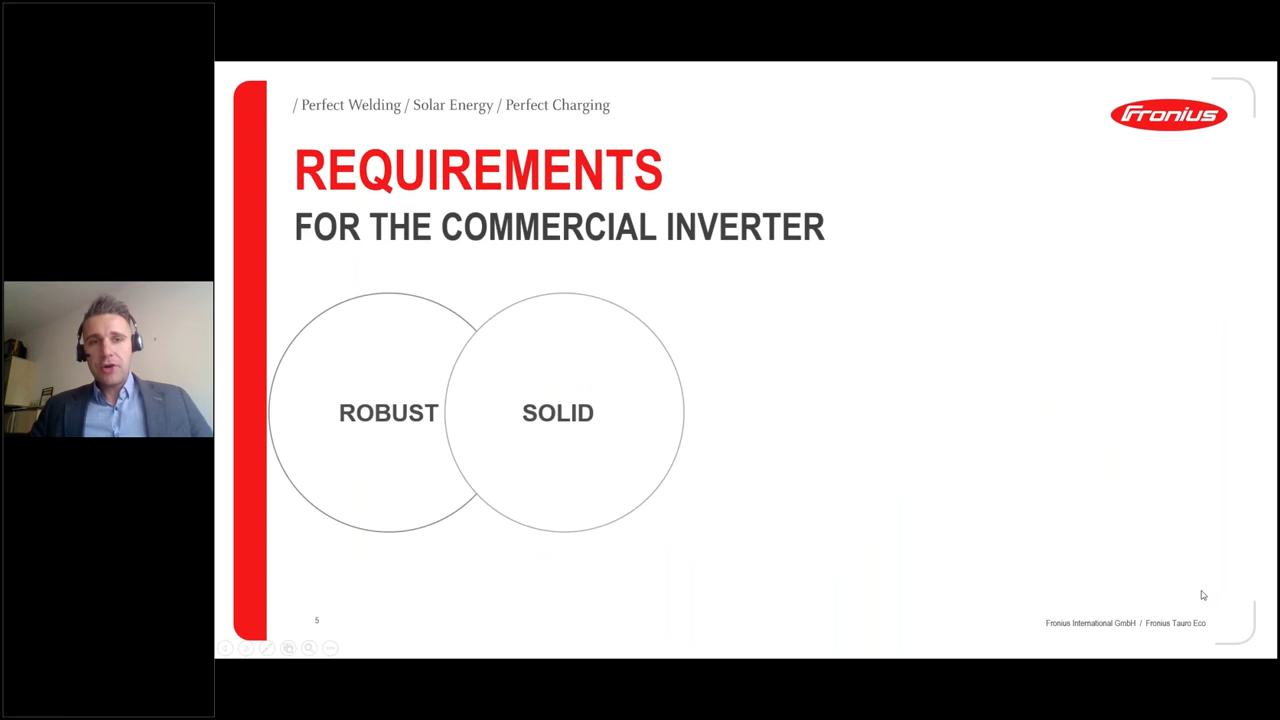 / Perfect Welding / Solar Energy / Perfect Charging
Fronius
REQUIREMENTS
FOR THE COMMERCIAL INVERTER
ROBUST
SOLID
5
Fronius International GmbH / Fronius Tauro Eco